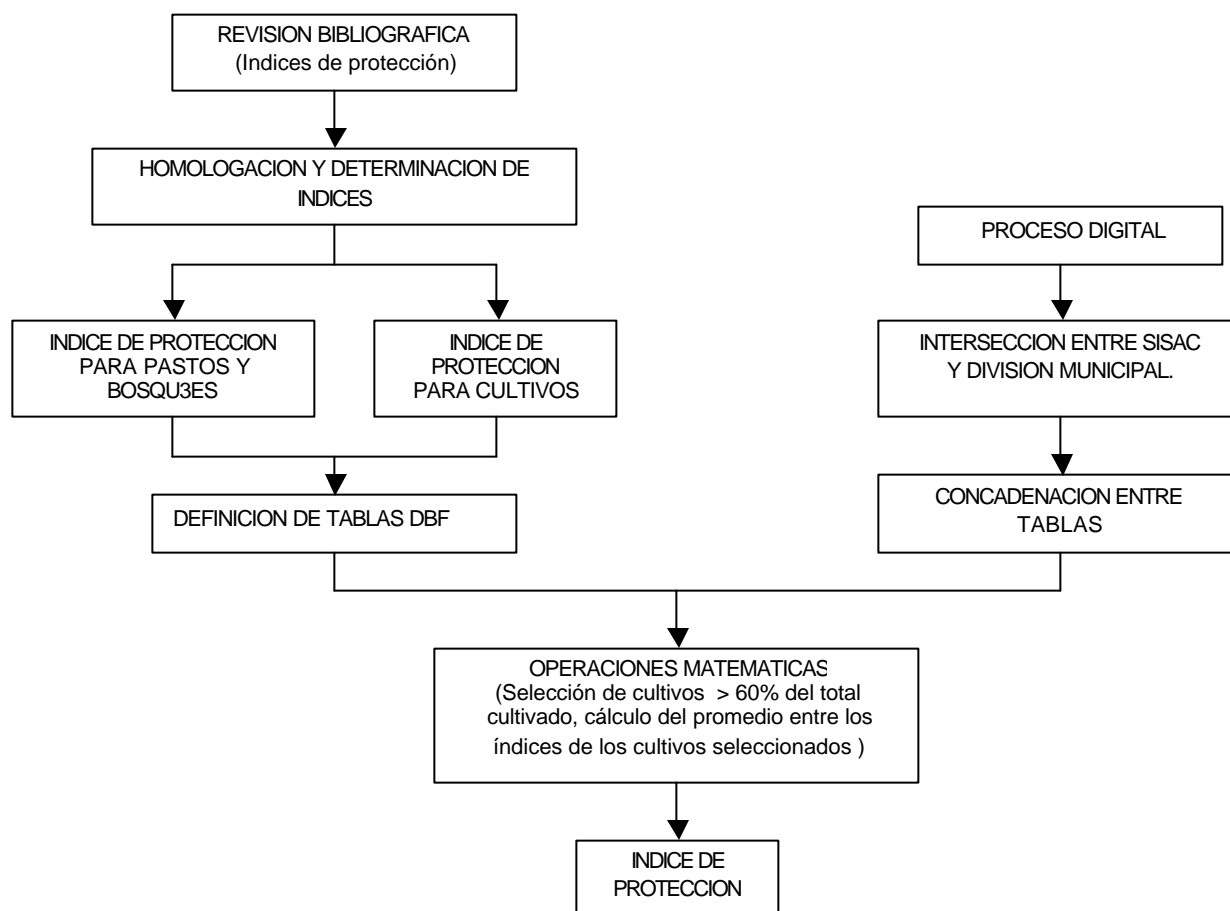 REVISION BIBLIOGRAFICA
(Indices de protección)
HOMOLOGACION Y DETERMINACION DE
INDICES
PROCESO DIGITAL
INDICE DE PROTECCION
PARA PASTOS Y
BOSQU3ES
INDICE DE
PROTECCION
PARA CULTIVOS
INTERSECCION ENTRE SISAC
Y DIVISION MUNICIPAL.
DEFINICION DE TABLAS DBF
CONCADENACION ENTRE
TABLAS
OPERACIONES MATEMATICAS
(Selección de cultivos > 60% del total
cultivado, cálculo del promedio entre los
índices de los cultivos seleccionados )
INDICE DE
PROTECCION